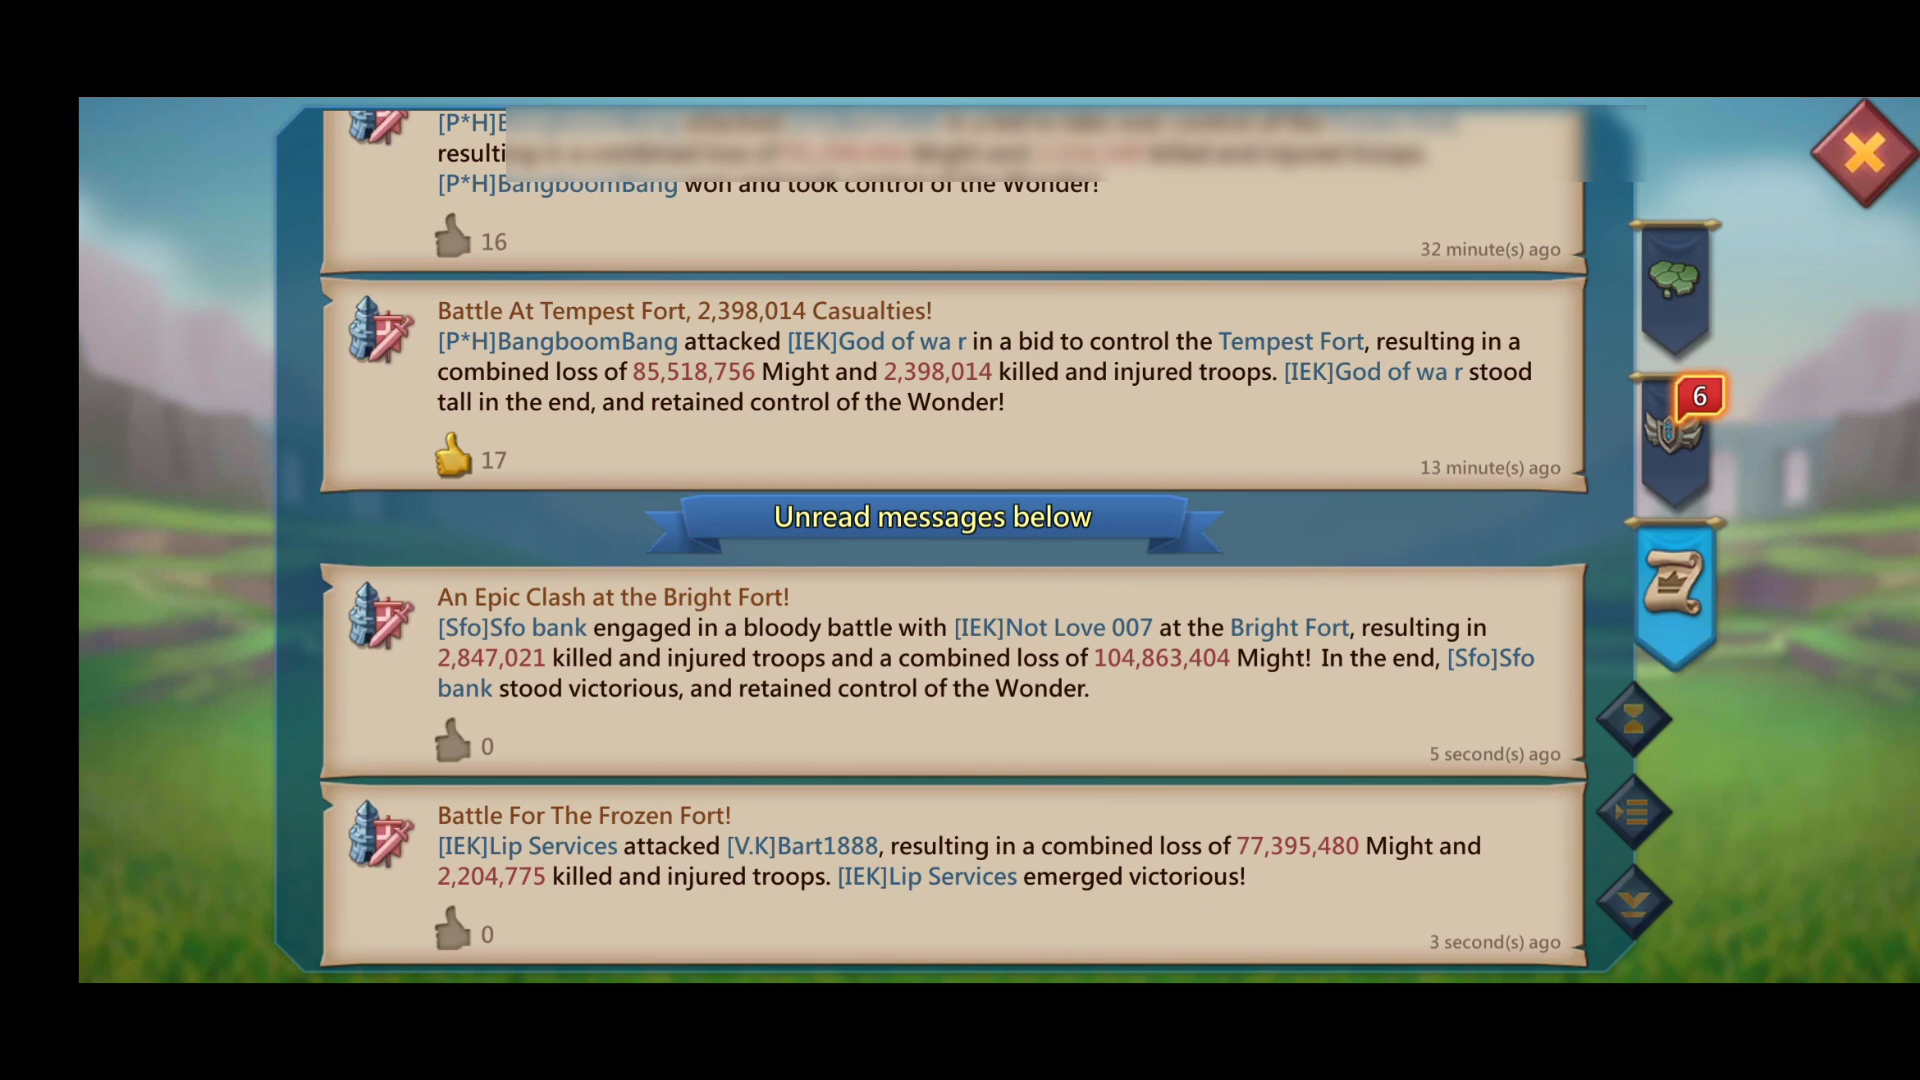 [P*H]
resulti
[P*H]BangboomBang won and took control of the Wonder!
16
32 minute(s) ago
Battle At Tempest Fort, 2,398,014 Casualties!
[P*H]BangboomBang attacked [IEK]God of wa r in a bid to control the Tempest Fort, resulting in a
combined loss of 85,518,756 Might and 2,398,014 killed and injured troops. [IEK]God of wa r stood
tall in the end, and retained control of the Wonder!
17
13 minute(s) ago
6
Unread messages below
An Epic Clash at the Bright Fort!
[Sfo]Sfo bank engaged in a bloody battle with [IEK]Not Love 007 at the Bright Fort, resulting in
2,847,021 killed and injured troops and a combined loss of 104,863,404 Might! In the end, [Sfo]Sfo
bank stood victorious, and retained control of the Wonder.
0
5 second(s) ago
Battle For The Frozen Fort!
[IEK]Lip Services attacked [V.K]Bart1888, resulting in a combined loss of 77,395,480 Might and
2,204,775 killed and injured troops. [IEK]Lip Services emerged victorious!
0
3 second(s) ago